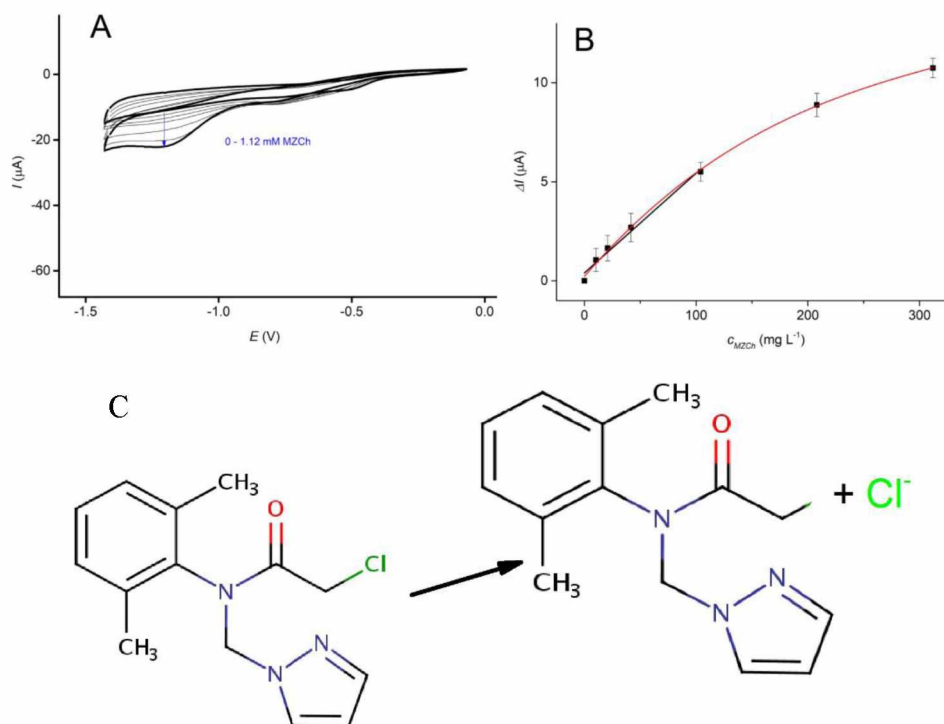 A
0
-20
-40
-60
I (µA)
0 - 1.12 mM MZCh
-1.5
-1.0
-0.5
0.0
E (V)
B
10
5
0
ΔI (µA)
0
100
200
300
c_MZCh (mg L⁻¹)
C
CH₃
O
N
Cl
CH₃
N
N
CH₃
O
N
+ Cl⁻
CH₃
N
N